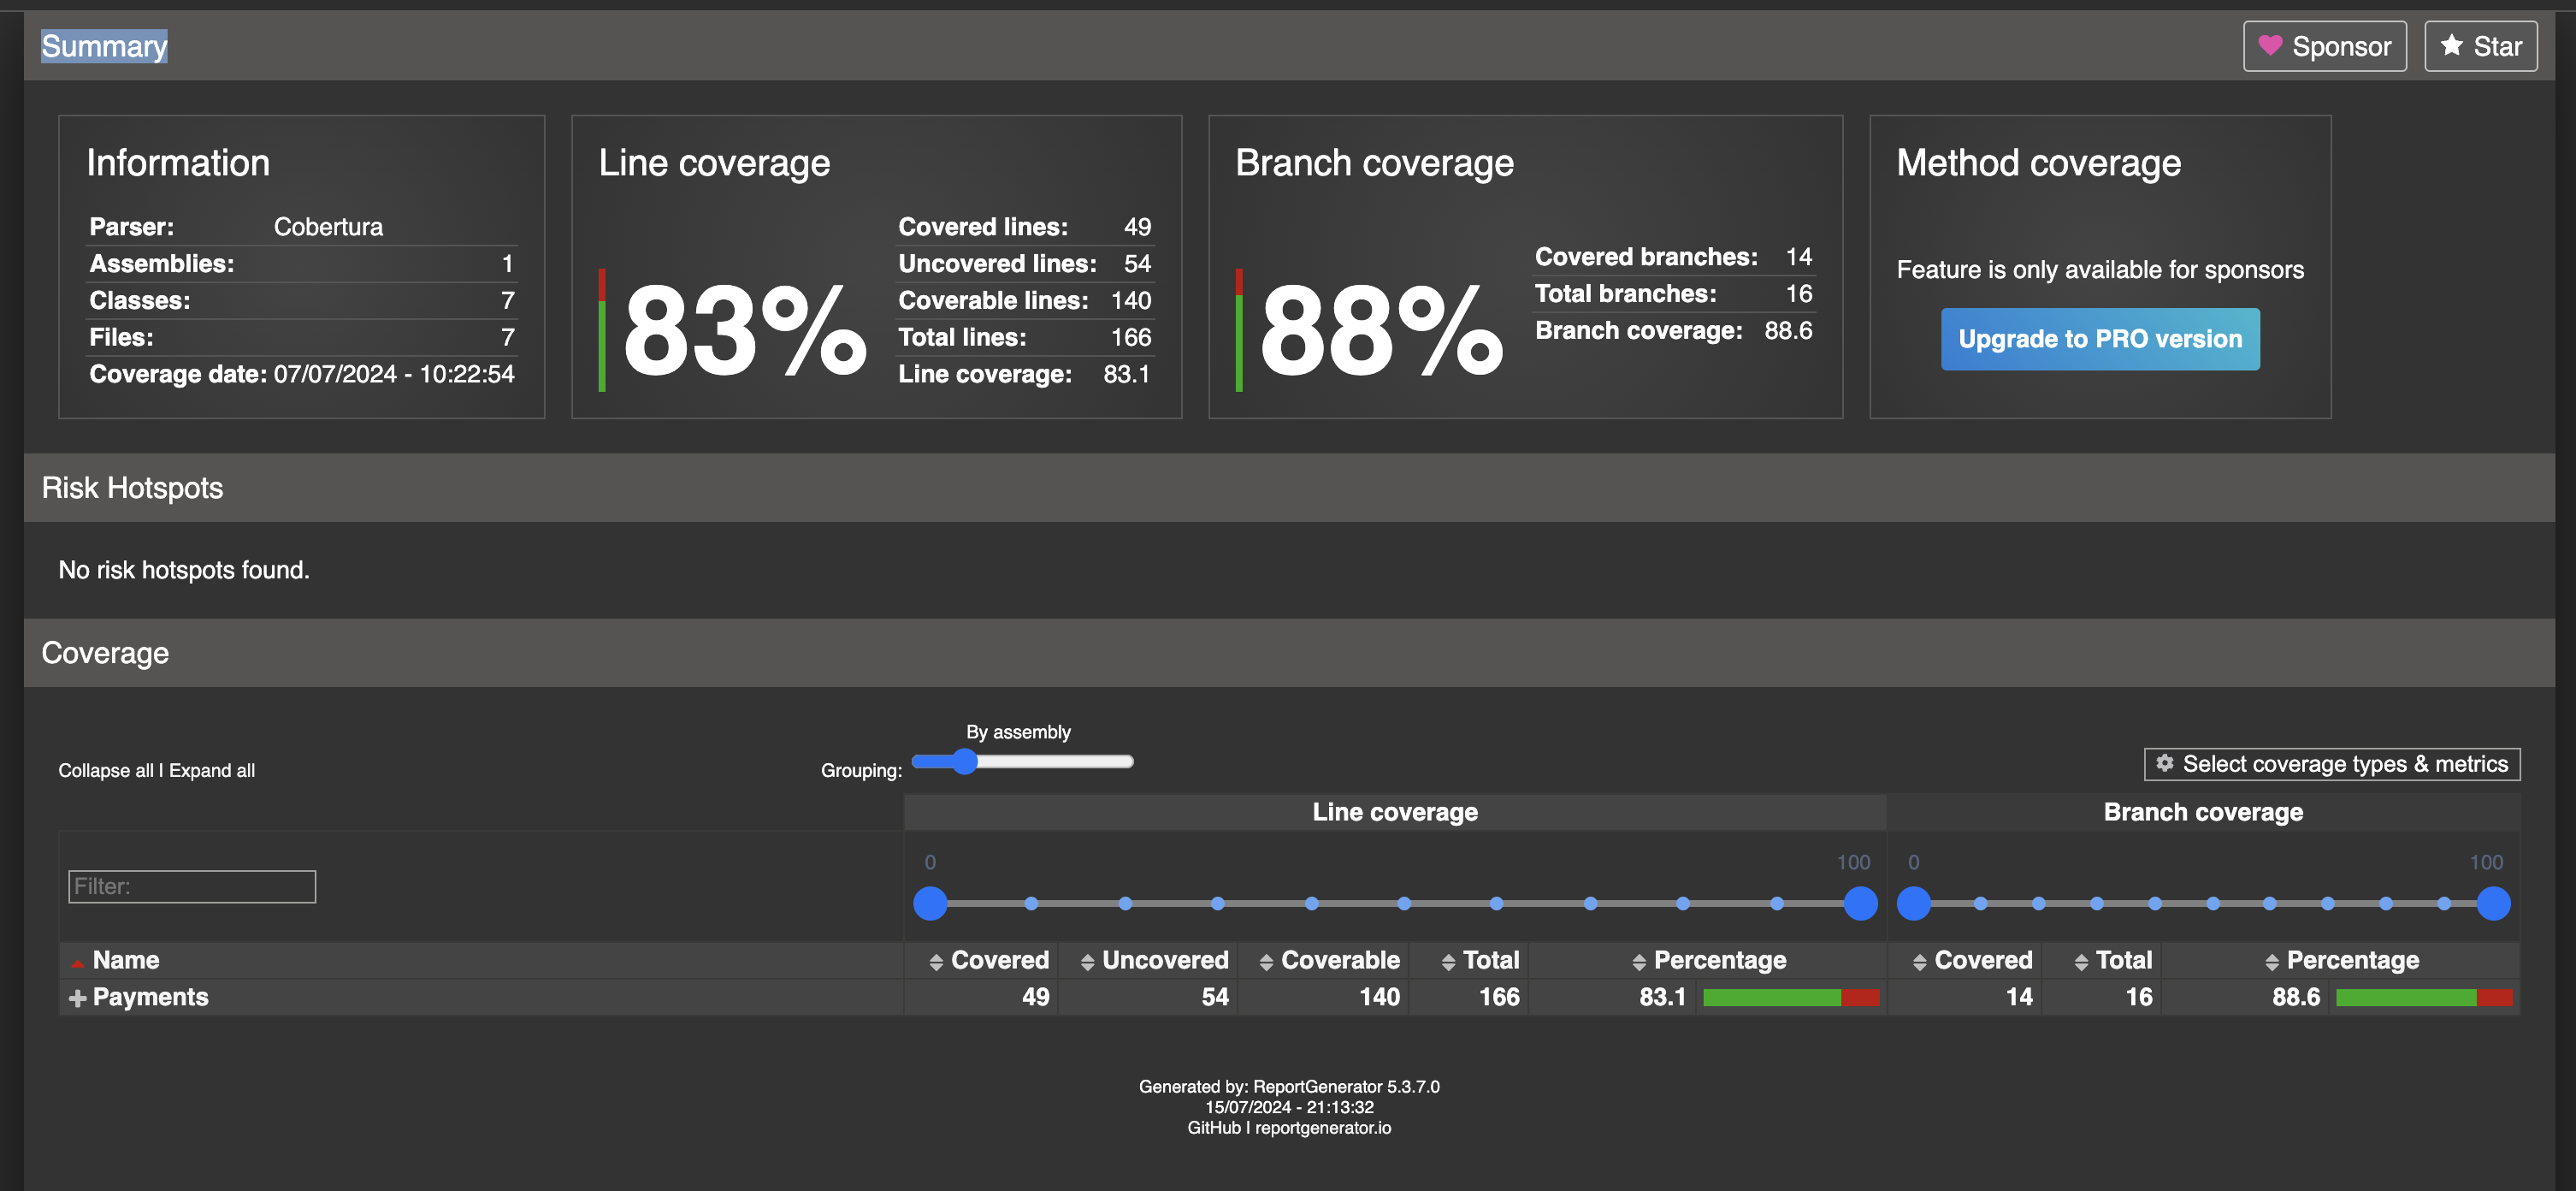 Summary
Sponsor
Star
Information
Parser: Cobertura
Assemblies: 1
Classes: 7
Files: 7
Coverage date: 07/07/2024 - 10:22:54
Line coverage
83%
Covered lines: 49
Uncovered lines: 54
Coverable lines: 140
Total lines: 166
Line coverage: 83.1
Branch coverage
88%
Covered branches: 14
Total branches: 16
Branch coverage: 88.6
Method coverage
Feature is only available for sponsors
Upgrade to PRO version
Risk Hotspots
No risk hotspots found.
Coverage
Collapse all | Expand all
By assembly
Grouping:
Select coverage types & metrics
Line coverage Branch coverage
0 100 0 100
Filter:
Name Covered Uncovered Coverable Total Percentage Covered Total Percentage
Payments 49 54 140 166 83.1 14 16 88.6
Generated by: ReportGenerator 5.3.7.0
15/07/2024 - 21:13:32
GitHub | reportgenerator.io